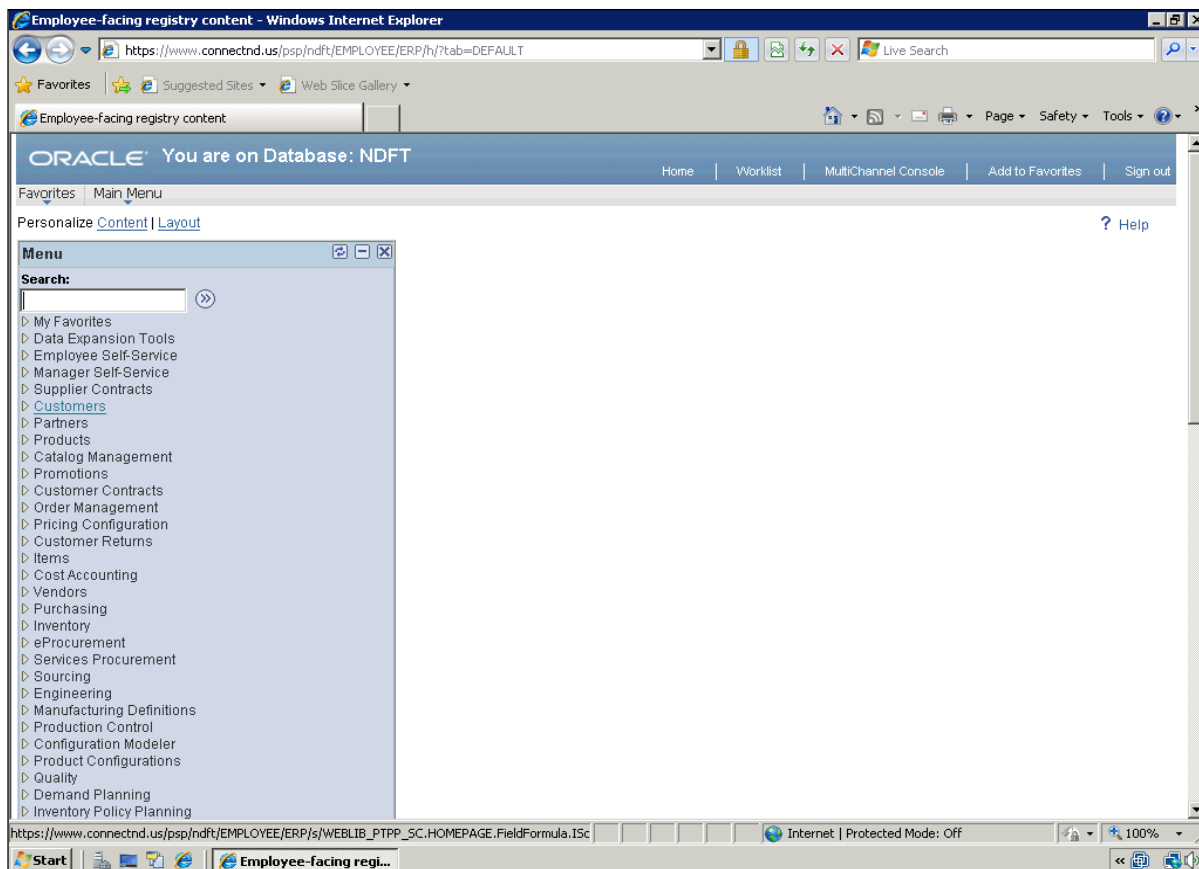 Employee-facing registry content - Windows Internet Explorer
https://www.connectnd.us/psp/ndft/EMPLOYEE/ERP/h/?tab=DEFAULT
Live Search
Favorites Suggested Sites Web Slice Gallery
Employee-facing registry content
Page Safety Tools
ORACLE You are on Database: NDFT
Home | Worklist | MultiChannel Console | Add to Favorites | Sign out
Favorites Main Menu
Personalize Content | Layout
? Help
Menu
Search:
My Favorites
Data Expansion Tools
Employee Self-Service
Manager Self-Service
Supplier Contracts
Customers
Partners
Products
Catalog Management
Promotions
Customer Contracts
Order Management
Pricing Configuration
Customer Returns
Items
Cost Accounting
Vendors
Purchasing
Inventory
eProcurement
Services Procurement
Sourcing
Engineering
Manufacturing Definitions
Production Control
Configuration Modeler
Product Configurations
Quality
Demand Planning
Inventory Policy Planning
https://www.connectnd.us/psp/ndft/EMPLOYEE/ERP/s/WEBLIB_PTPP_SC.HOMEPAGE.FieldFormula.ISc
Internet | Protected Mode: Off
100%
Start
Employee-facing regi...